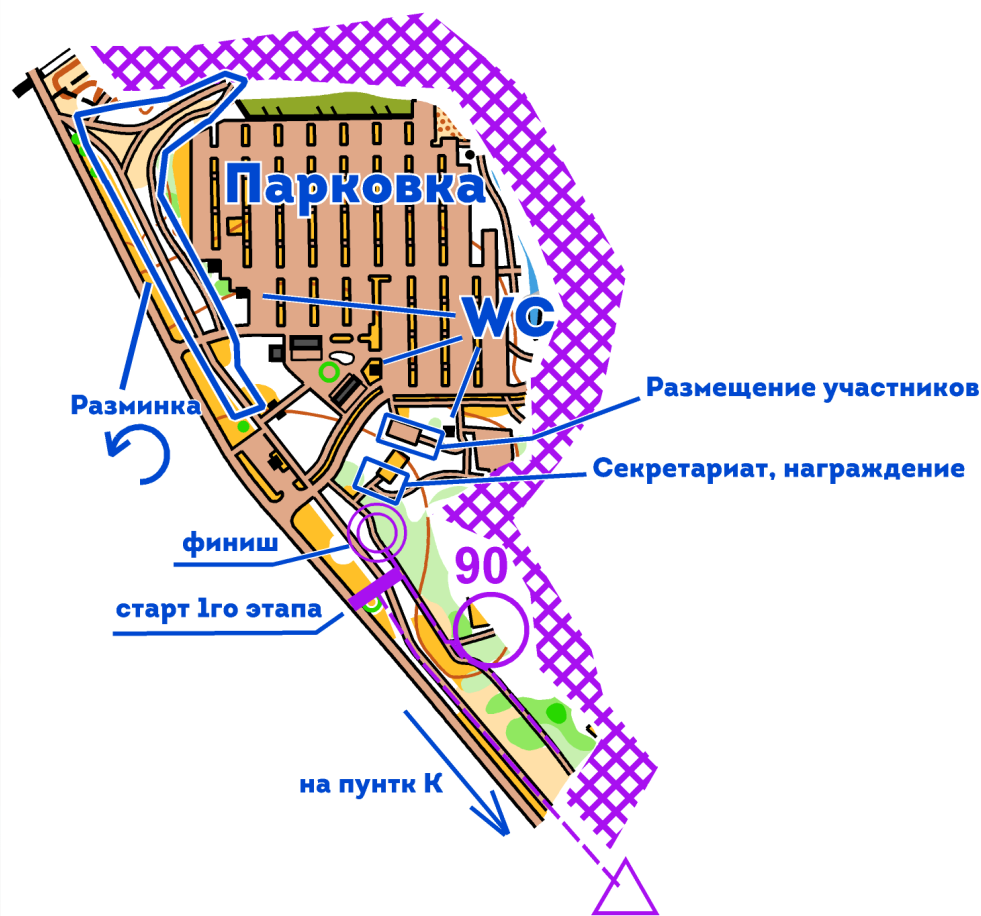 Парковка
WC
Размещение участников
Разминка
Секретариат, награждение
финиш
90
старт 1го этапа
на пунтк К